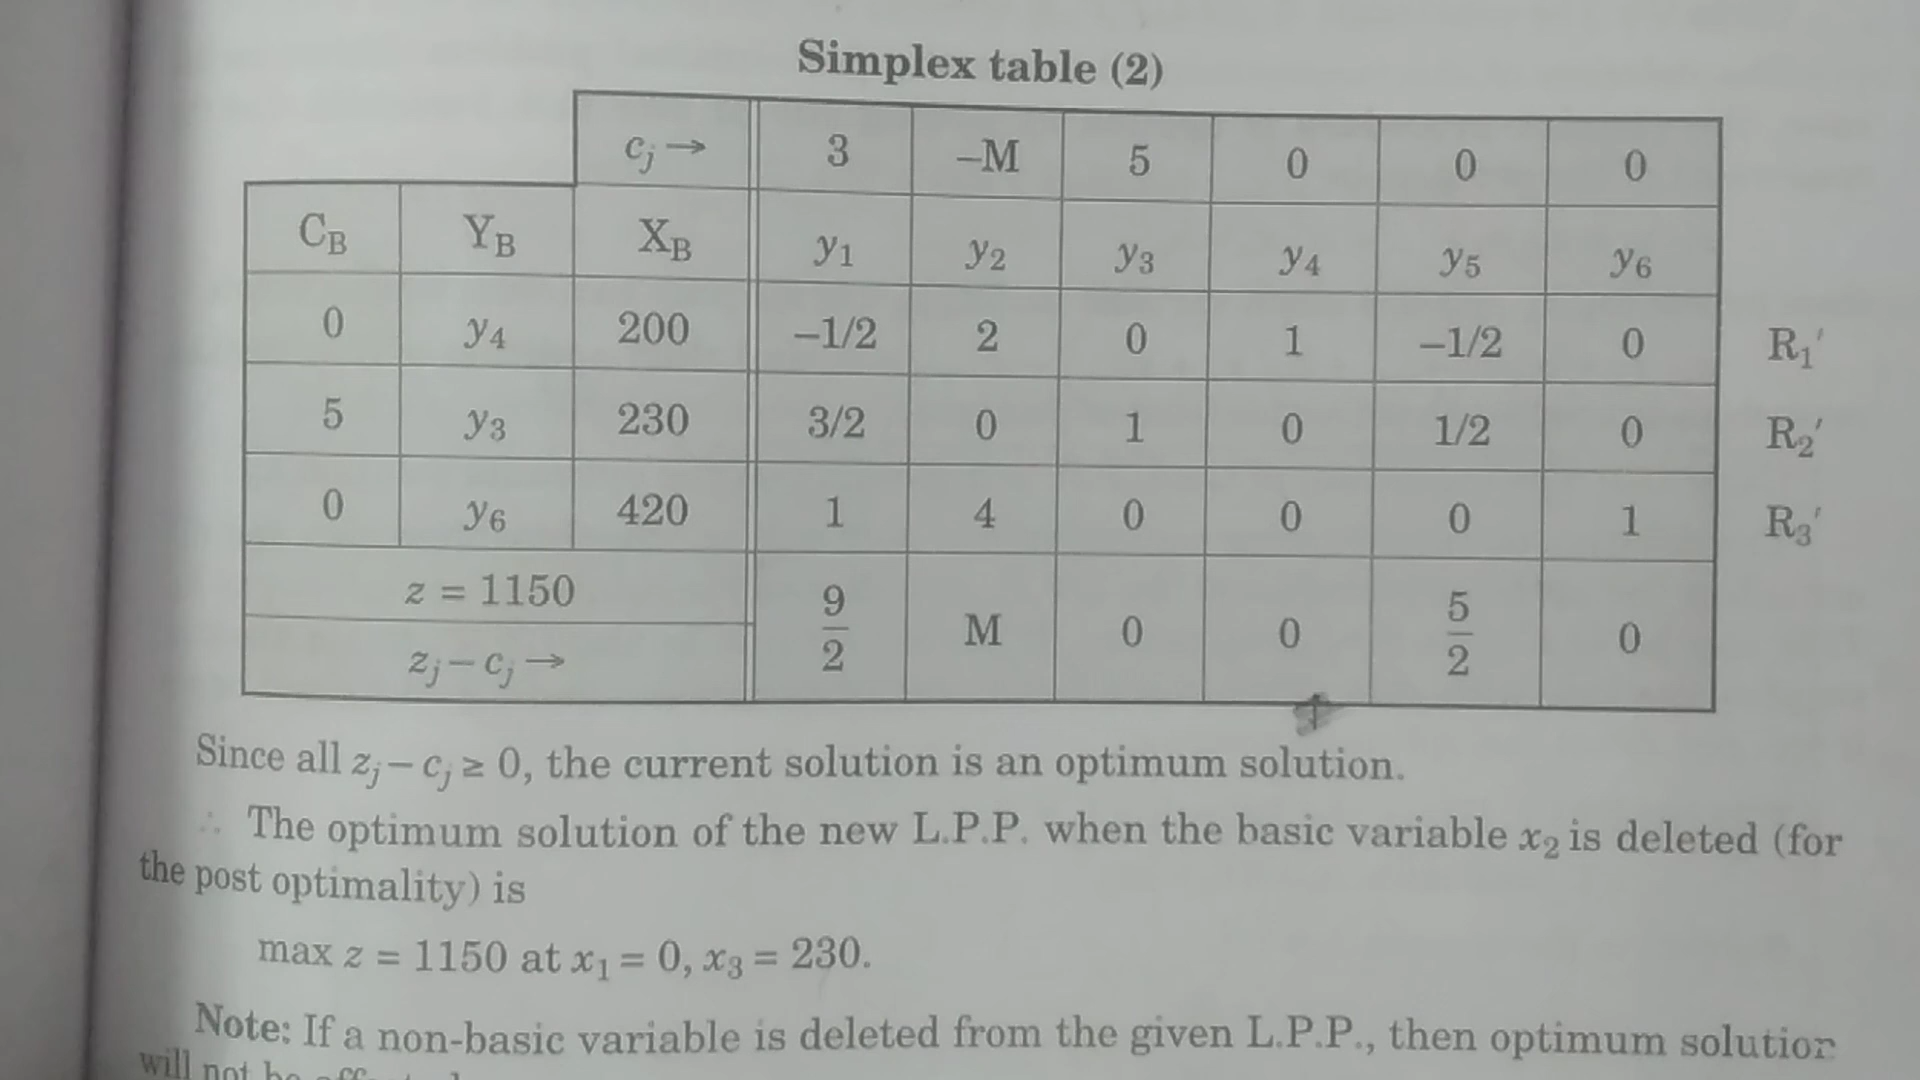 Simplex table (2)
cj → 3 –M 5 0 0 0
CB YB XB y1 y2 y3 y4 y5 y6
0 y4 200 –1/2 2 0 1 –1/2 0 R1′
5 y3 230 3/2 0 1 0 1/2 0 R2′
0 y6 420 1 4 0 0 0 1 R3′
z = 1150
zj – cj → 9/2 M 0 0 5/2 0
Since all zj – cj ≥ 0, the current solution is an optimum solution.
∴ The optimum solution of the new L.P.P. when the basic variable x2 is deleted (for
the post optimality) is
max z = 1150 at x1 = 0, x3 = 230.
Note: If a non-basic variable is deleted from the given L.P.P., then optimum solution
will not be